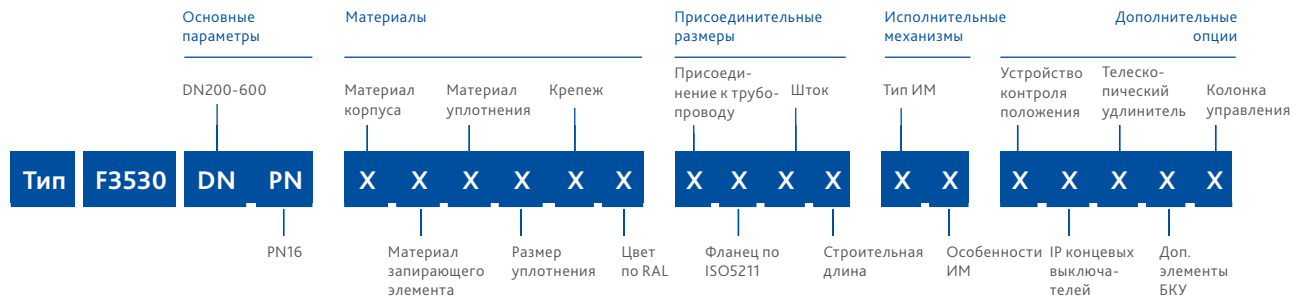 Основные
параметры
Материалы
Присоединительные
размеры
Исполнительные
механизмы
Дополнительные
опции
DN200-600
Материал
корпуса
Материал
уплотнения
Крепеж
Присоеди-
нение к трубо-
проводу
Шток
Тип ИМ
Устройство
контроля
положения
Телеско-
пический
удлинитель
Колонка
управления
Тип F3530 DN PN X X X X X X X X X X X X X X X X X
PN16
Материал
запирающего
элемента
Размер
уплотнения
Цвет
по RAL
Фланец по
ISO5211
Строительная
длина
Особенности
ИМ
IP концевых
выключа-
телей
Доп.
элементы
БКУ